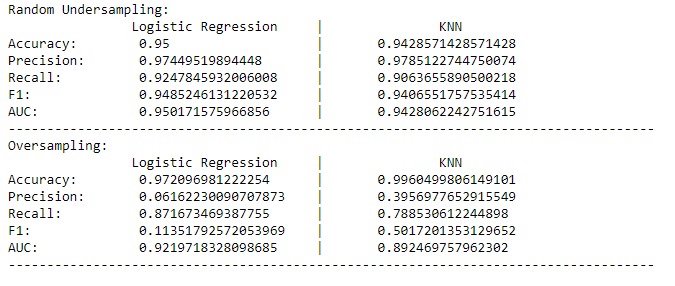 Random Undersampling:
Logistic Regression | KNN
Accuracy: 0.95 | 0.9428571428571428
Precision: 0.97449519894448 | 0.9785122744750074
Recall: 0.9247845932006008 | 0.9063655890500218
F1: 0.9485246131220532 | 0.9406551757535414
AUC: 0.950171575966856 | 0.9428062242751615
--------------------------------------------------------------------------------------------
Oversampling:
Logistic Regression | KNN
Accuracy: 0.972096981222254 | 0.9960499806149101
Precision: 0.06162230090707873 | 0.3956977652915549
Recall: 0.871673469387755 | 0.788530612244898
F1: 0.11351792572053969 | 0.5017201353129652
AUC: 0.9219718328098685 | 0.892469757962302
--------------------------------------------------------------------------------------------